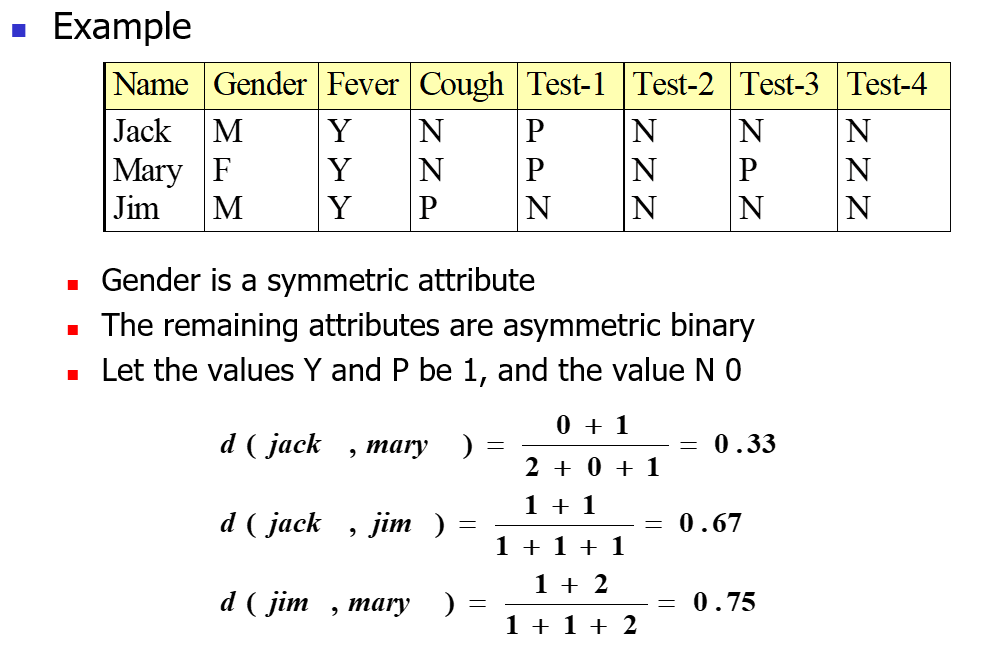 Example
Name Gender Fever Cough Test-1 Test-2 Test-3 Test-4
Jack M Y N P N N N
Mary F Y N P N P N
Jim M Y P N N N N
Gender is a symmetric attribute
The remaining attributes are asymmetric binary
Let the values Y and P be 1, and the value N 0
d ( jack , mary ) = 0 + 1 / 2 + 0 + 1 = 0.33
d ( jack , jim ) = 1 + 1 / 1 + 1 + 1 = 0.67
d ( jim , mary ) = 1 + 2 / 1 + 1 + 2 = 0.75